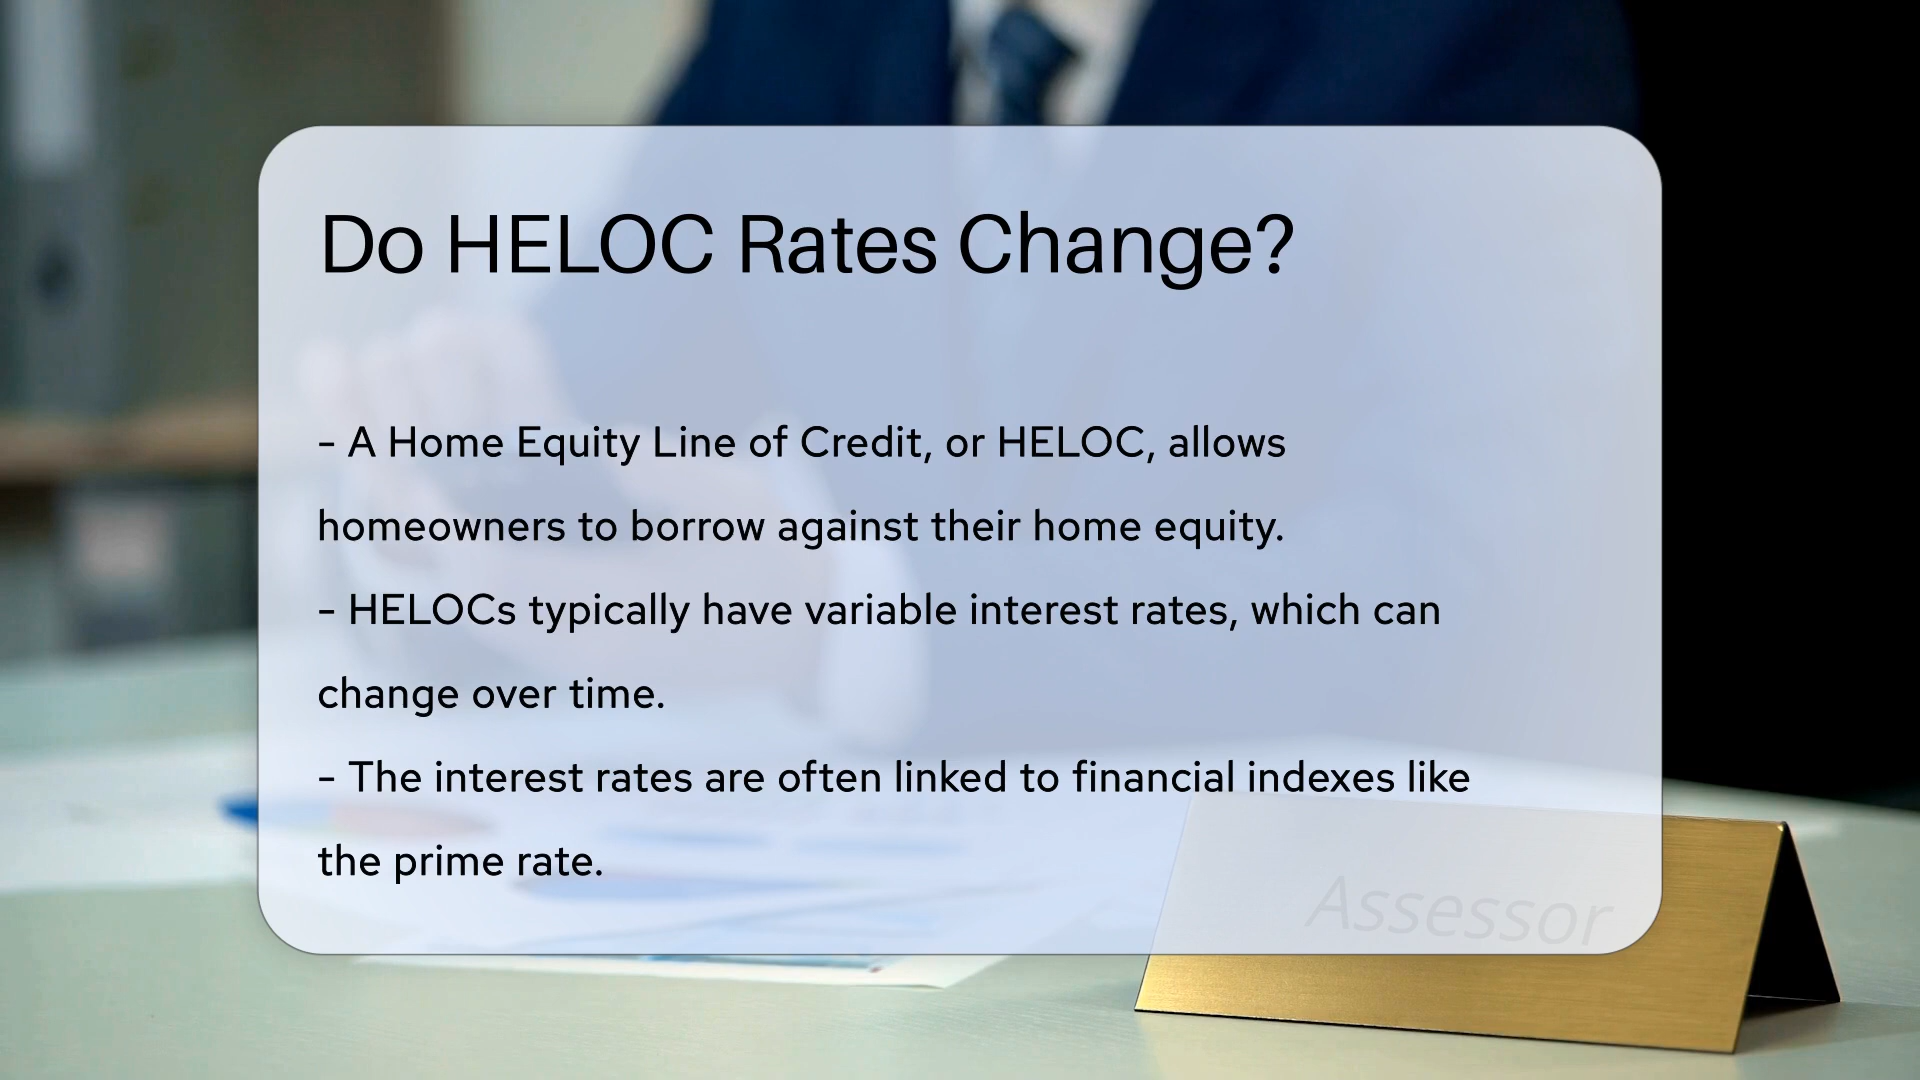 Do HELOC Rates Change?
- A Home Equity Line of Credit, or HELOC, allows
homeowners to borrow against their home equity.
- HELOCs typically have variable interest rates, which can
change over time.
- The interest rates are often linked to financial indexes like
the prime rate.
Assessor